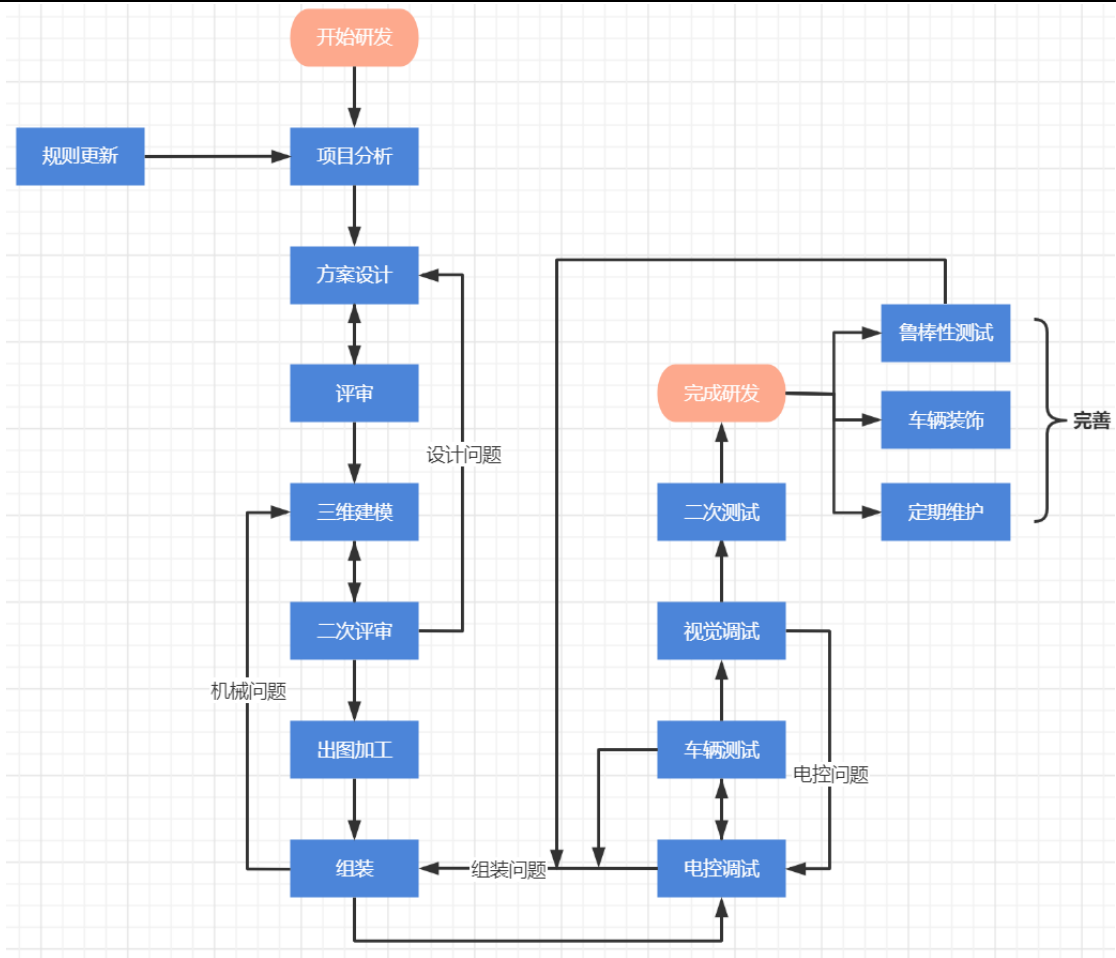 开始研发
规则更新
项目分析
方案设计
评审
设计问题
三维建模
二次评审
机械问题
出图加工
组装
组装问题
电控调试
电控问题
车辆测试
视觉调试
二次测试
完成研发
鲁棒性测试
车辆装饰
定期维护
完善